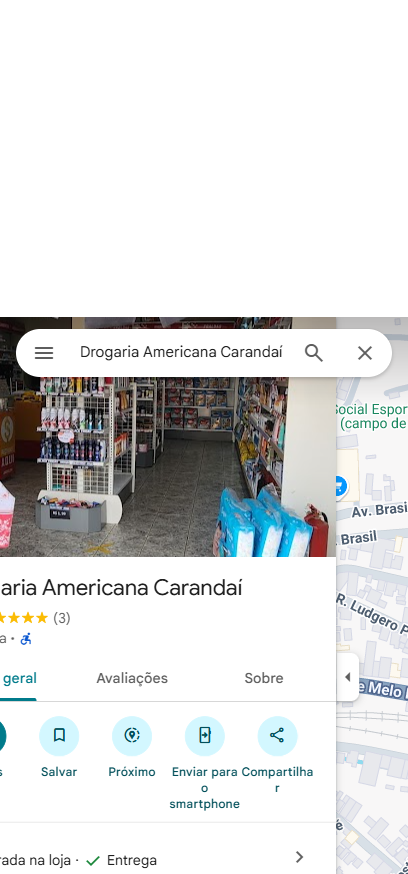 Drogaria Americana Carandaí
Social Espor
(campo de
Av. Brasi
Brasil
aria Americana Carandaí
(3)
a ·
R. Ludgero P
geral
Avaliações
Sobre
e Melo
s
Salvar
Próximo
Enviar para o smartphone
Compartilhar
rada na loja ·
Entrega